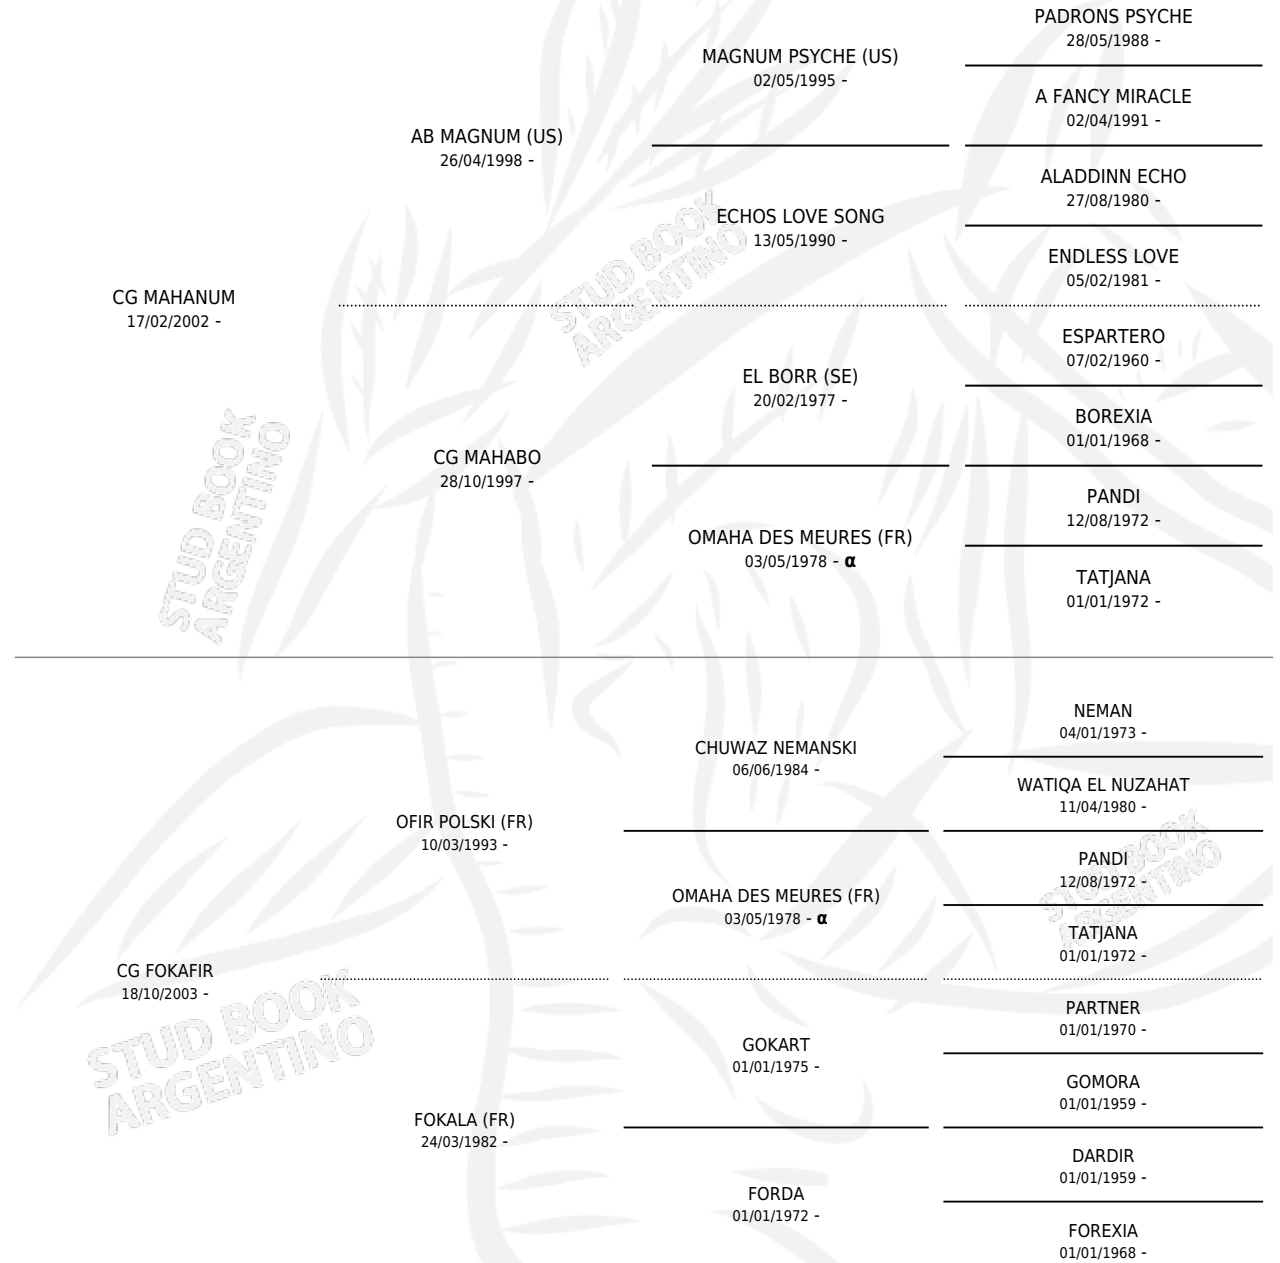 PADRONS PSYCHE
28/05/1988 -
MAGNUM PSYCHE (US)
02/05/1995 -
A FANCY MIRACLE
02/04/1991 -
AB MAGNUM (US)
26/04/1998 -
ALADDINN ECHO
27/08/1980 -
ECHOS LOVE SONG
13/05/1990 -
ENDLESS LOVE
05/02/1981 -
CG MAHANUM
17/02/2002 -
ESPARTERO
07/02/1960 -
EL BORR (SE)
20/02/1977 -
BOREXIA
01/01/1968 -
CG MAHABO
28/10/1997 -
PANDI
12/08/1972 -
OMAHA DES MEURES (FR)
03/05/1978 - α
TATJANA
01/01/1972 -
STUD BOOK
ARGENTINO
STUD BOOK
ARGENTINO
NEMAN
04/01/1973 -
CHUWAZ NEMANSKI
06/06/1984 -
WATIQA EL NUZAHAT
11/04/1980 -
OFIR POLSKI (FR)
10/03/1993 -
PANDI
12/08/1972 -
OMAHA DES MEURES (FR)
03/05/1978 - α
TATJANA
01/01/1972 -
CG FOKAFIR
18/10/2003 -
PARTNER
01/01/1970 -
GOKART
01/01/1975 -
GOMORA
01/01/1959 -
FOKALA (FR)
24/03/1982 -
DARDIR
01/01/1959 -
FORDA
01/01/1972 -
FOREXIA
01/01/1968 -
STUD BOOK
ARGENTINO
STUD BOOK
ARGENTINO